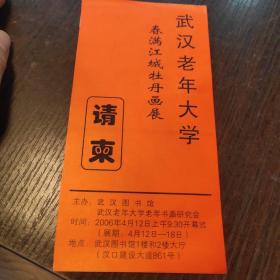 武汉老年大学
春满江城牡丹画展
请柬
主办：武汉图书馆
武汉老年大学老年书画研究会
时间：2006年4月12日上午9.30开幕式
（展期：4月12日—18日）
地点：武汉图书馆1楼和2楼大厅
（汉口建设大道861号）